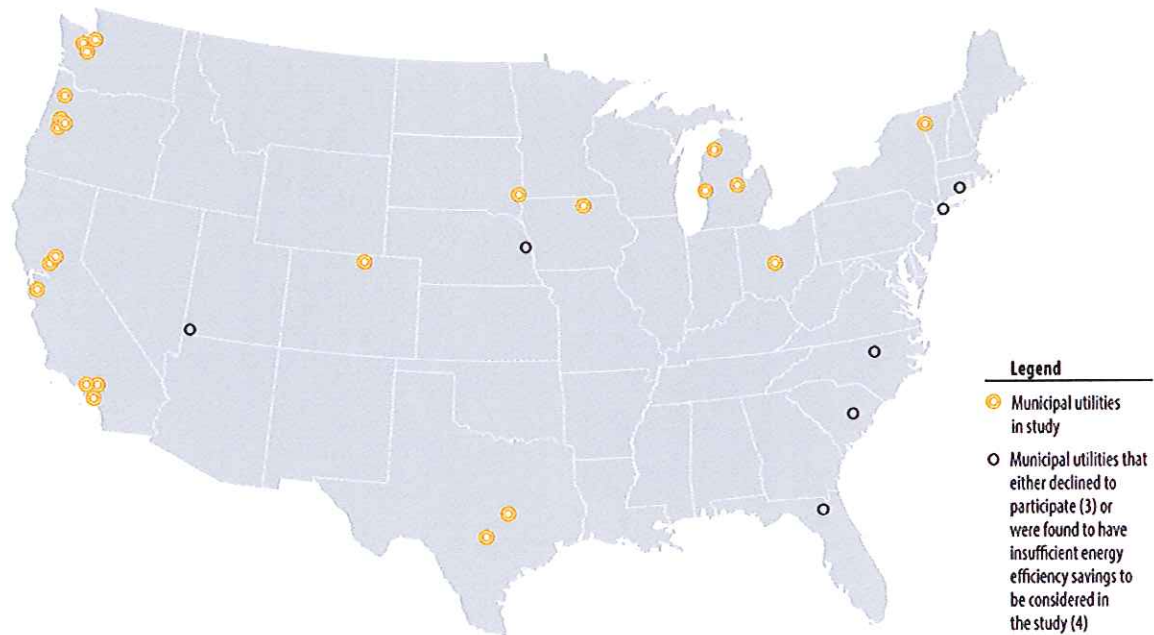 Legend
Municipal utilities
in study
Municipal utilities that
either declined to
participate (3) or
were found to have
insufficient energy
efficiency savings to
be considered in
the study (4)